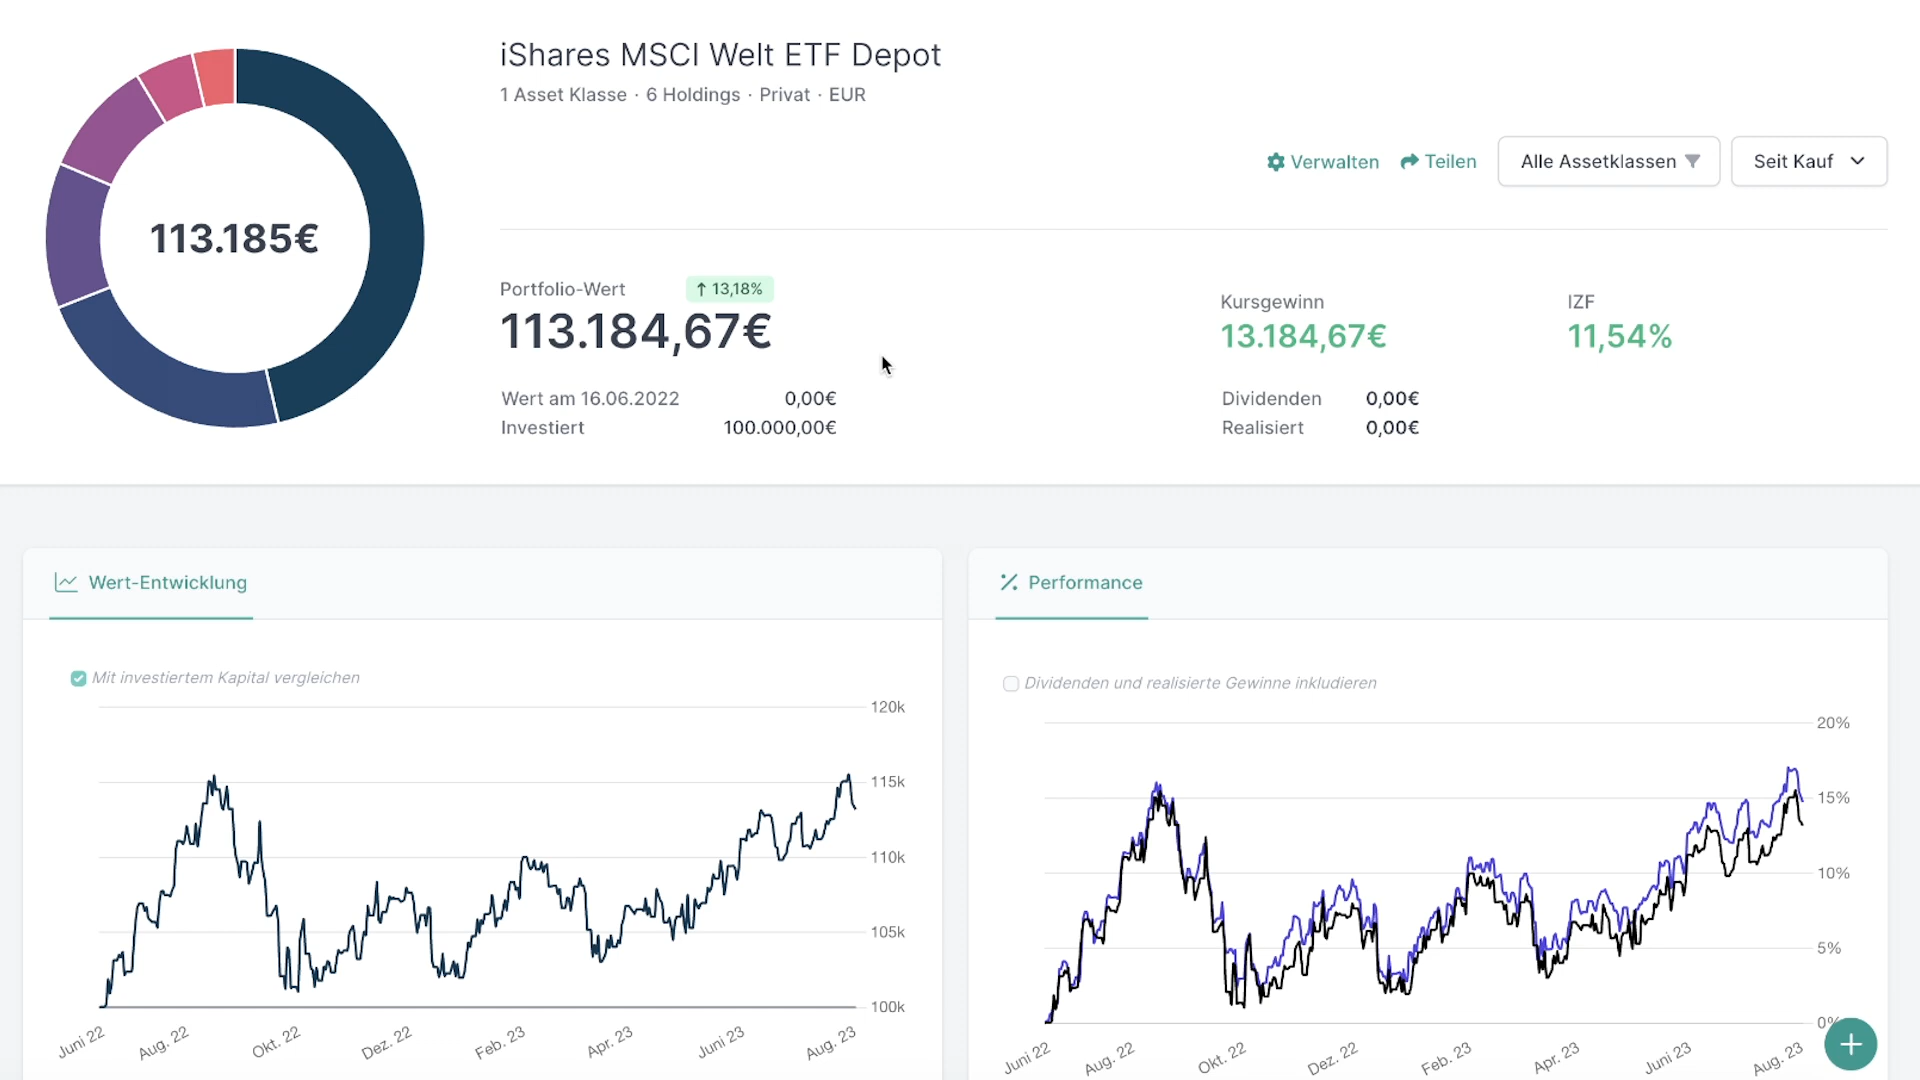 iShares MSCI Welt ETF Depot
1 Asset Klasse · 6 Holdings · Privat · EUR
Verwalten
Teilen
Alle Assetklassen
Seit Kauf
113.185€
Portfolio-Wert
↑ 13,18%
113.184,67€
Wert am 16.06.2022 0,00€
Investiert 100.000,00€
Kursgewinn
13.184,67€
IZF
11,54%
Dividenden 0,00€
Realisiert 0,00€
Wert-Entwicklung
Mit investiertem Kapital vergleichen
120k
115k
110k
105k
100k
Juni 22
Aug. 22
Okt. 22
Dez. 22
Feb. 23
Apr. 23
Juni 23
Aug. 23
Performance
Dividenden und realisierte Gewinne inkludieren
20%
15%
10%
5%
0%
Juni 22
Aug. 22
Okt. 22
Dez. 22
Feb. 23
Apr. 23
Juni 23
Aug. 23